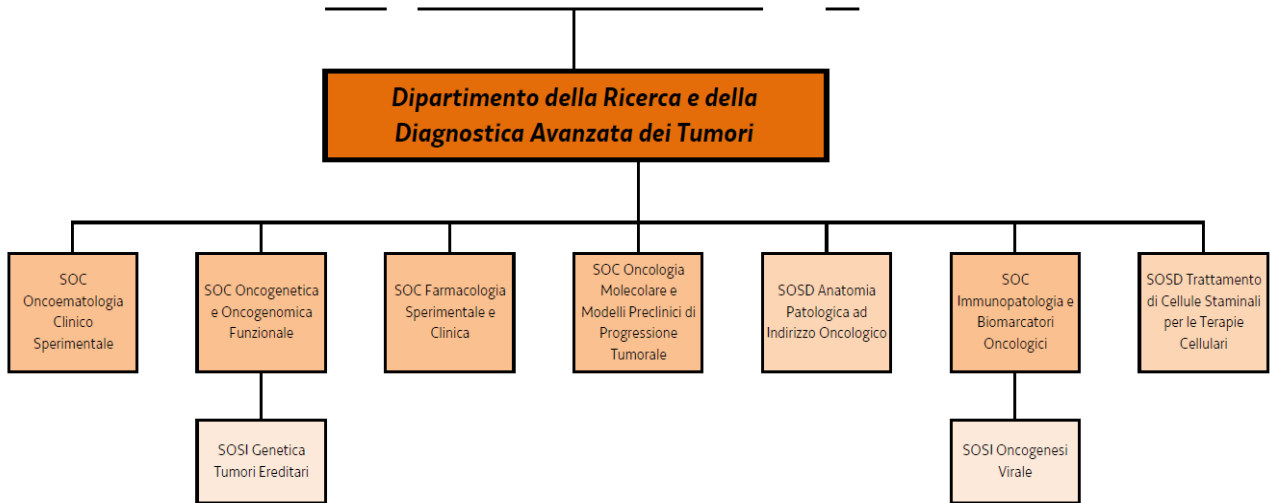 Dipartimento della Ricerca e della
Diagnostica Avanzata dei Tumori
SOC
Oncoematologia
Clinico
Sperimentale
SOC Oncogenetica
e Oncogenomica
Funzionale
SOC Farmacologia
Sperimentale e
Clinica
SOC Oncologia
Molecolare e
Modelli Preclinici di
Progressione
Tumorale
SOSD Anatomia
Patologica ad
Indirizzo Oncologico
SOC
Immunopatologia e
Biomarcatori
Oncologici
SOSD Trattamento
di Cellule Staminali
per le Terapie
Cellulari
SOSI Genetica
Tumori Ereditari
SOSI Oncogenesi
Virale